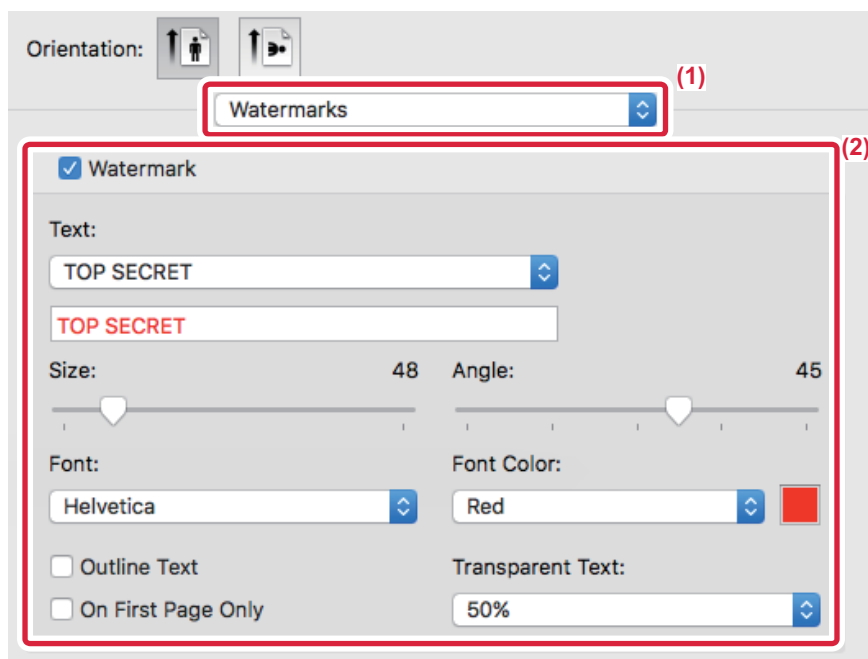 Orientation:
(1)
Watermarks
(2)
Watermark
Text:
TOP SECRET
TOP SECRET
Size: 48 Angle: 45
Font: Font Color:
Helvetica Red
Outline Text Transparent Text:
On First Page Only 50%